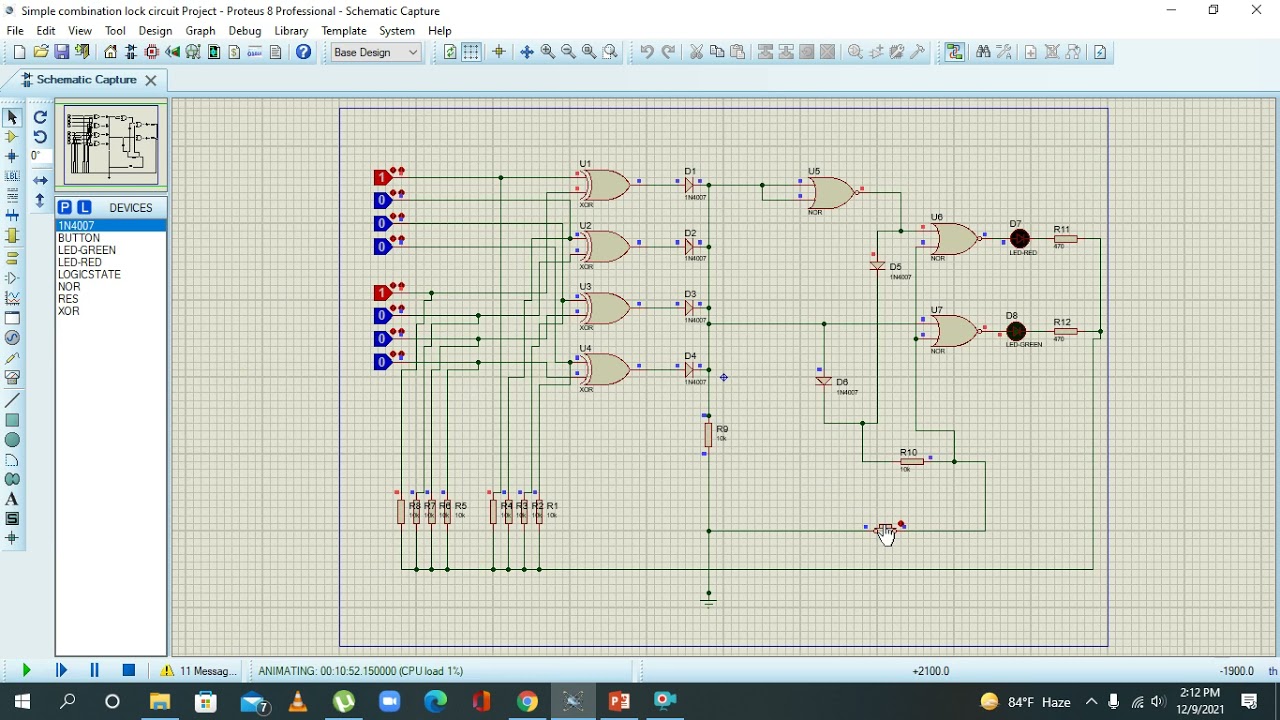 Simple combination lock circuit Project - Proteus 8 Professional - Schematic Capture
File Edit View Tool Design Graph Debug Library Template System Help
Base Design
Schematic Capture
0°
P L DEVICES
1N4007
BUTTON
LED-GREEN
LED-RED
LOGICSTATE
NOR
RES
XOR
LBL
A
1
0
0
0
1
0
0
0
U1
XOR
U2
XOR
U3
XOR
U4
XOR
D1
1N4007
D2
1N4007
D3
1N4007
D4
1N4007
U5
NOR
U6
NOR
U7
NOR
D5
1N4007
D6
1N4007
D7
LED-RED
D8
LED-GREEN
R11
470
R12
470
R9
10k
R10
10k
R8 R7 R6 R5 R4 R3 R2 R1
10k 10k 10k 10k 10k 10k 10k 10k
11 Messag... ANIMATING: 00:10:52.150000 (CPU load 1%) +2100.0 -1900.0 th
7 84°F Haze 2:12 PM
12/9/2021